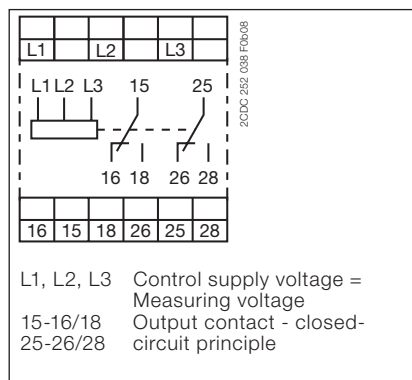 L1 L2 L3
L1 L2 L3 15 25
16 18 26 28
16 15 18 26 25 28
2CDC 252 038 F0b08
L1, L2, L3 Control supply voltage =
Measuring voltage
15-16/18 Output contact - closed-
25-26/28 circuit principle